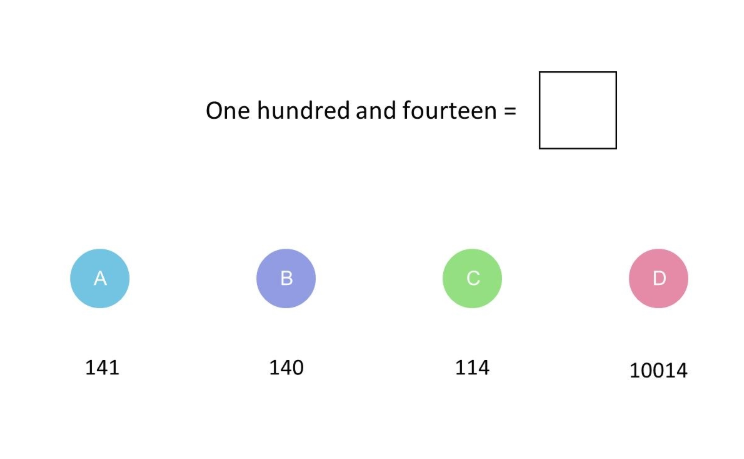 One hundred and fourteen =
A B C D
141 140 114 10014